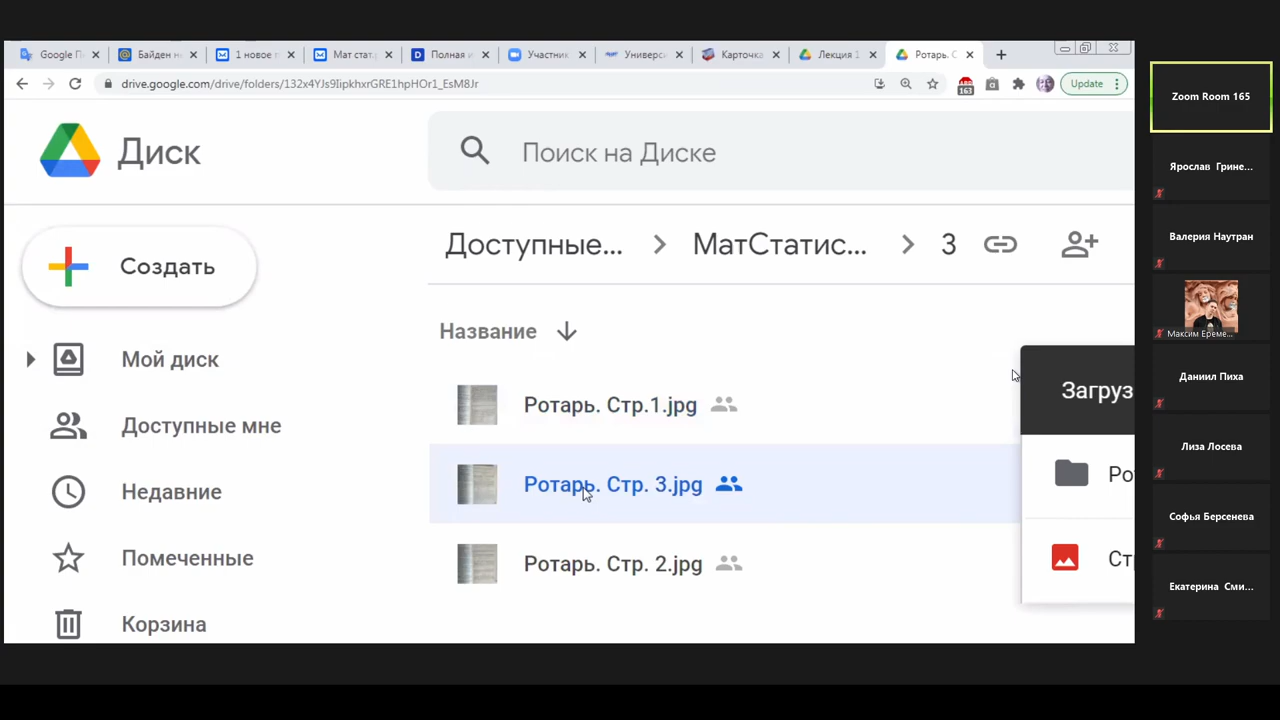 Google П
Байден н
1 новое г
Мат стат.
Полная и
Участник
Универс
Карточка
Лекция 1
Ротарь. С
drive.google.com/drive/folders/132x4YJs9IipkhxrGRE1hpHOr1_EsM8Jr
163
Update
Диск
Поиск на Диске
Создать
Доступные...
МатСтатис...
3
Название
Мой диск
Доступные мне
Недавние
Помеченные
Корзина
Ротарь. Стр.1.jpg
Ротарь. Стр. 3.jpg
Ротарь. Стр. 2.jpg
Загруз
Ро
Ст
Zoom Room 165
Ярослав Грине...
Валерия Наутран
Максим Ереме...
Даниил Пиха
Лиза Лосева
Софья Берсенева
Екатерина Сми...